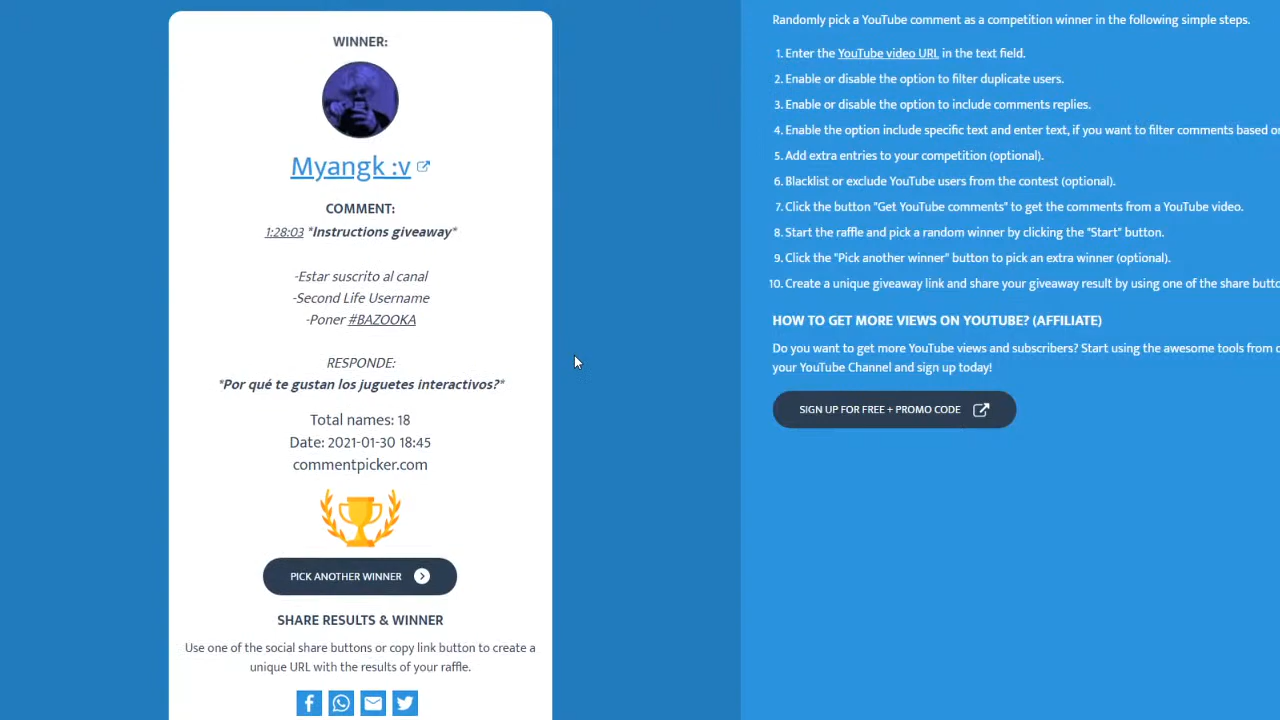 WINNER:
Myangk :v
COMMENT:
1:28:03 *Instructions giveaway*
-Estar suscrito al canal
-Second Life Username
-Poner #BAZOOKA
RESPONDE:
*Por qué te gustan los juguetes interactivos?*
Total names: 18
Date: 2021-01-30 18:45
commentpicker.com
PICK ANOTHER WINNER
SHARE RESULTS & WINNER
Use one of the social share buttons or copy link button to create a
unique URL with the results of your raffle.
Randomly pick a YouTube comment as a competition winner in the following simple steps.
1. Enter the YouTube video URL in the text field.
2. Enable or disable the option to filter duplicate users.
3. Enable or disable the option to include comments replies.
4. Enable the option include specific text and enter text, if you want to filter comments based
5. Add extra entries to your competition (optional).
6. Blacklist or exclude YouTube users from the contest (optional).
7. Click the button "Get YouTube comments" to get the comments from a YouTube video.
8. Start the raffle and pick a random winner by clicking the "Start" button.
9. Click the "Pick another winner" button to pick an extra winner (optional).
10. Create a unique giveaway link and share your giveaway result by using one of the share
HOW TO GET MORE VIEWS ON YOUTUBE? (AFFILIATE)
Do you want to get more YouTube views and subscribers? Start using the awesome tools from
your YouTube Channel and sign up today!
SIGN UP FOR FREE + PROMO CODE